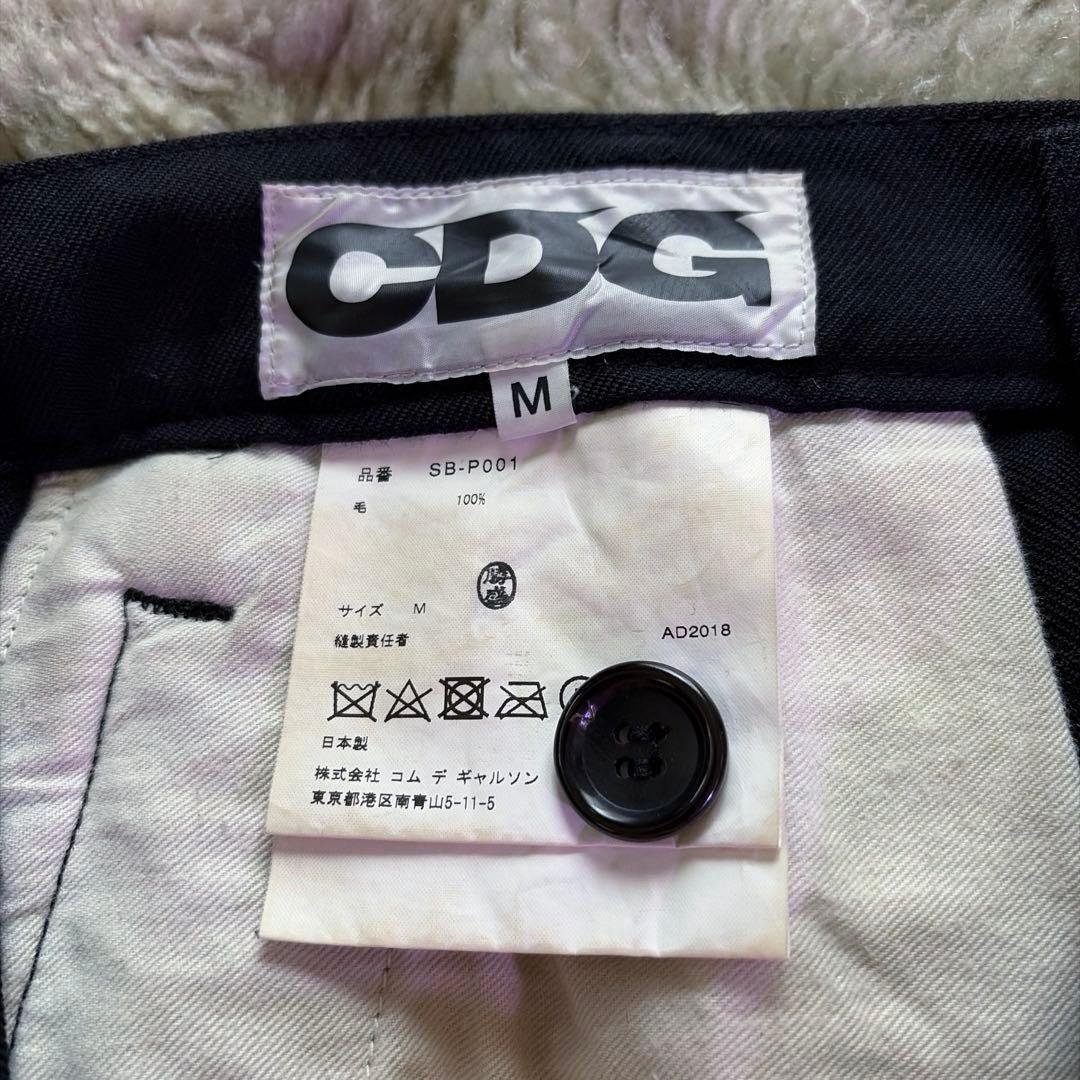 CDG
M
品番 SB-P001
毛 100%
サイズ M
縫製責任者
AD2018
日本製
株式会社 コム デ ギャルソン
東京都港区南青山5-11-5